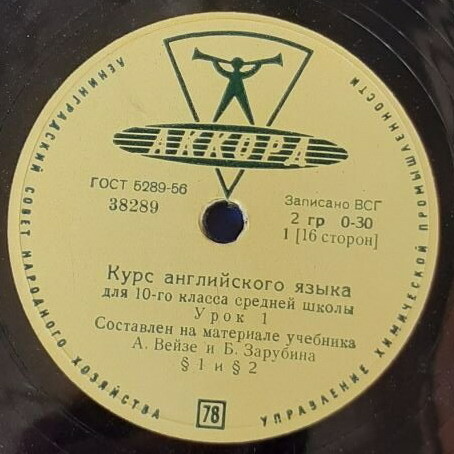 ЛЕНИНГРАДСКИЙ СОВЕТ НАРОДНОГО ХОЗЯЙСТВА
УПРАВЛЕНИЕ ХИМИЧЕСКОЙ ПРОМЫШЛЕННОСТИ
АККОРД
ГОСТ 5289-56
38289
Записано ВСГ
2 гр 0-30
1 [16 сторон]
Курс английского языка
для 10-го класса средней школы
Урок 1
Составлен на материале учебника
А. Вейзе и Б. Зарубина
§ 1 и § 2
78